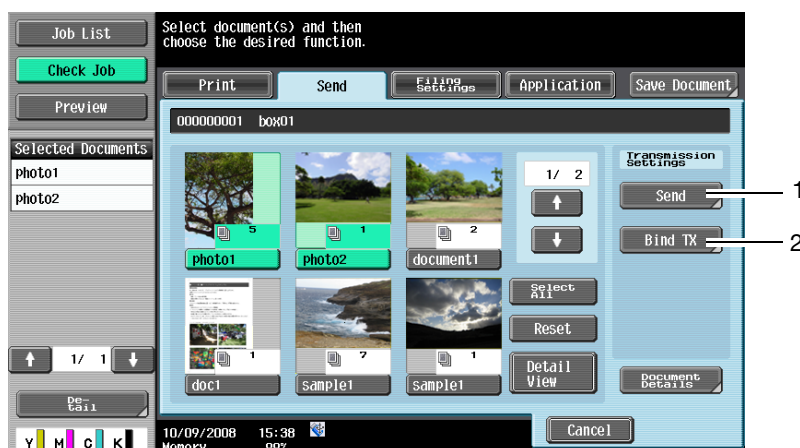 Job List
Check Job
Preview
Selected Documents
photo1
photo2
1/ 1
De-
tail
Y M C K
Select document(s) and then
choose the desired function.
Print
Send
Filing
Settings
Application
Save Document
000000001 box01
5
photo1
1
photo2
2
document1
1
doc1
7
sample1
1
sample1
1/ 2
Select
All
Reset
Detail
View
Transmission
Settings
Send
Bind TX
Document
Details
1
2
10/09/2008 15:38
Memory 99%
Cancel